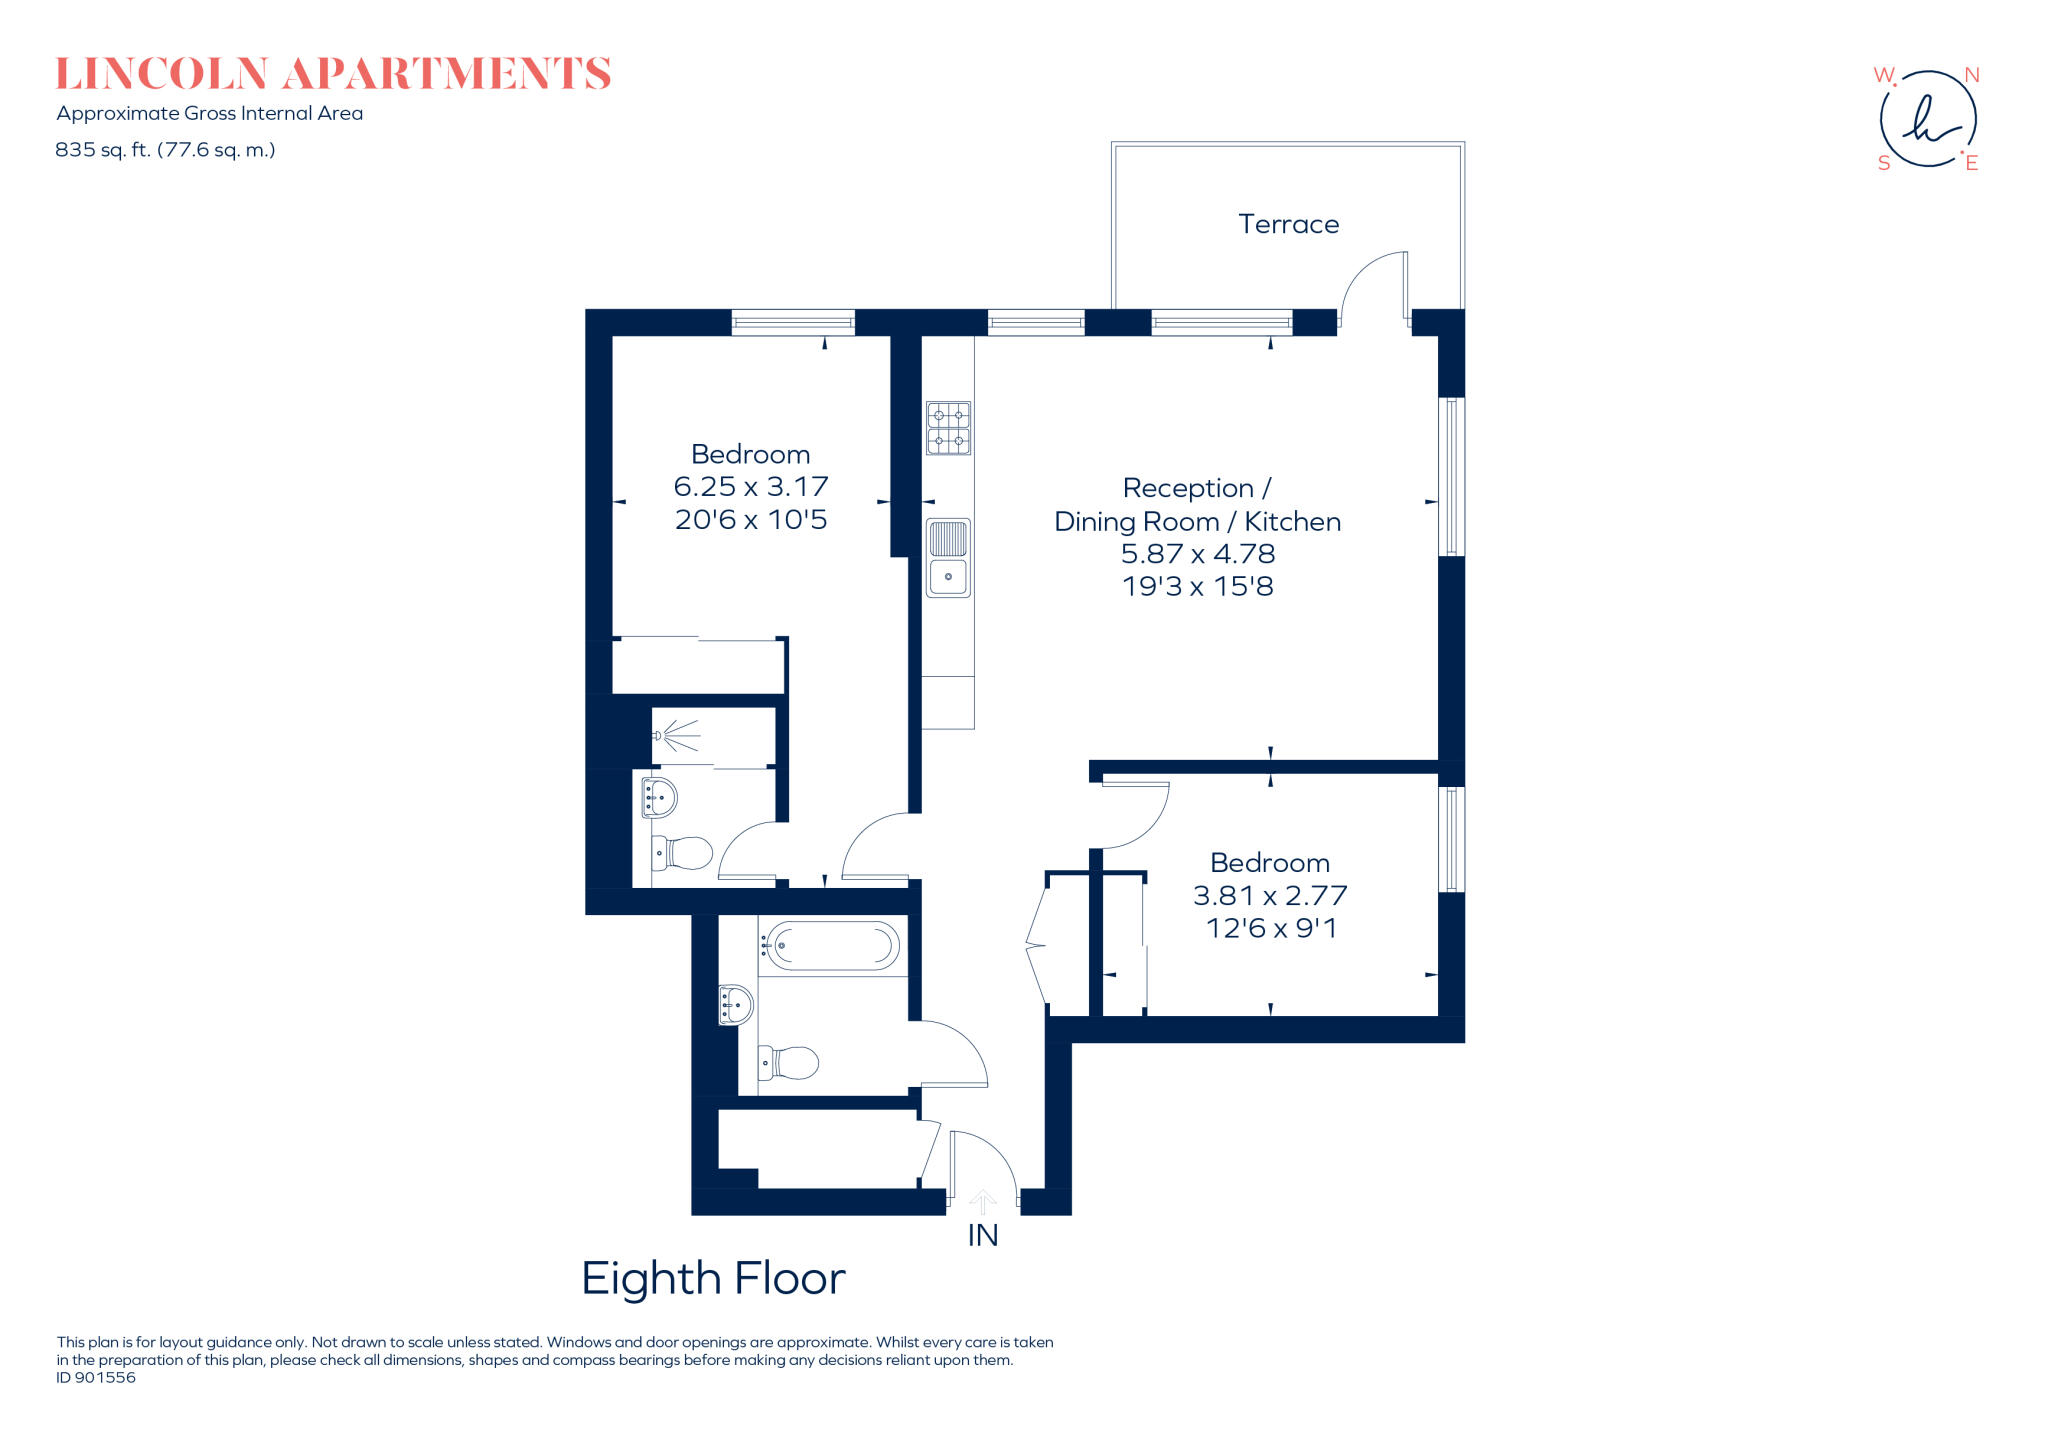 LINCOLN APARTMENTS
Approximate Gross Internal Area
835 sq. ft. (77.6 sq. m.)
W N
S E
Terrace
Bedroom
6.25 x 3.17
20'6 x 10'5
Reception /
Dining Room / Kitchen
5.87 x 4.78
19'3 x 15'8
Bedroom
3.81 x 2.77
12'6 x 9'1
IN
Eighth Floor
This plan is for layout guidance only. Not drawn to scale unless stated. Windows and door openings are approximate. Whilst every care is taken
in the preparation of this plan, please check all dimensions, shapes and compass bearings before making any decisions reliant upon them.
ID 901556